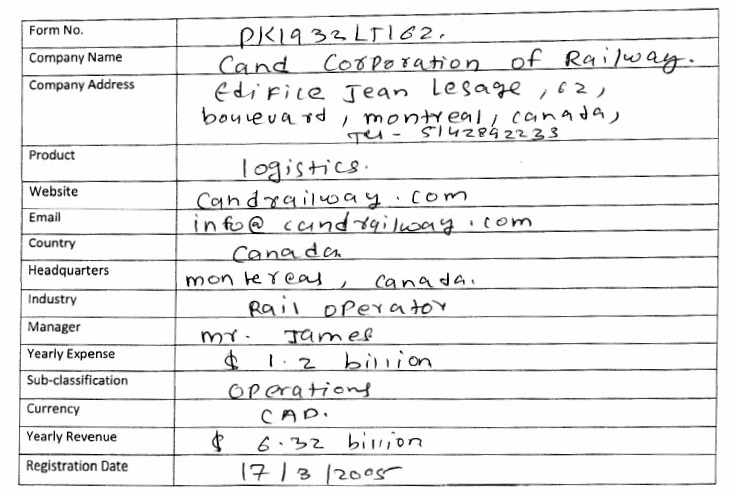 Form No. PK1932LT162.
Company Name Cand Corporation of Railway.
Company Address Edifice Jean Lesage, 62,
bouevard, montreal, canada,
Tel- 5142892233
Product logistics.
Website Candrailway.com
Email info@candrailway.com
Country Canada
Headquarters montereal, canada.
Industry Rail operator
Manager mr. James
Yearly Expense $ 1.2 billion
Sub-classification operations
Currency CAD.
Yearly Revenue $ 6.32 billion
Registration Date 17/3/2005